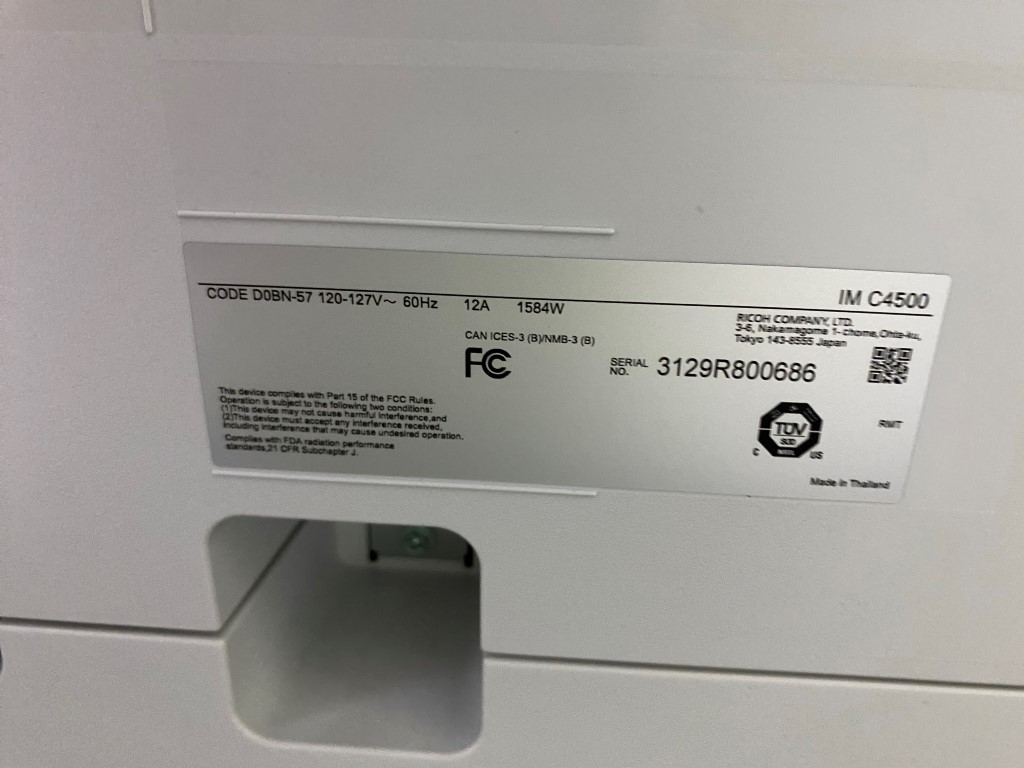 IM C4500
CODE D0BN-57 120-127V~ 60Hz 12A 1584W
RICOH COMPANY, LTD.
3-6, Nakamagome 1-chome, Ohta-ku,
Tokyo 143-8555 Japan
CAN ICES-3 (B)/NMB-3 (B)
FC
SERIAL
NO. 3129R800686
This device complies with Part 15 of the FCC Rules.
Operation is subject to the following two conditions:
(1)This device may not cause harmful interference,and
(2)This device must accept any interference received,
including interference that may cause undesired operation.
Complies with FDA radiation performance
standards,21 CFR Subchapter J.
TÜV
SÜD
C US
RMT
Made in Thailand